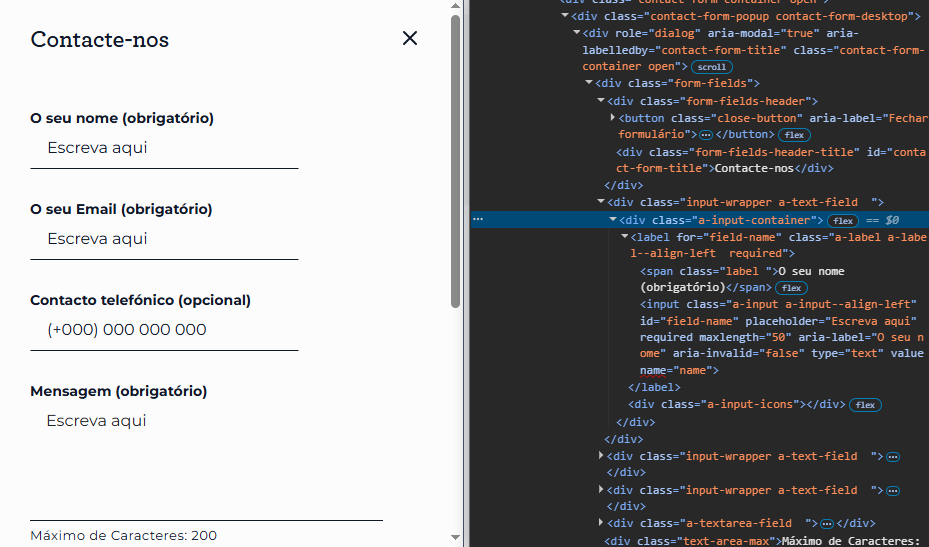 Contacte-nos
O seu nome (obrigatório)
Escreva aqui
O seu Email (obrigatório)
Escreva aqui
Contacto telefónico (opcional)
(+000) 000 000 000
Mensagem (obrigatório)
Escreva aqui
Máximo de Caracteres: 200
<div class="contact-form-popup contact-form-desktop">
<div role="dialog" aria-modal="true" aria-
labelledby="contact-form-title" class="contact-form-
container open"> scroll
<div class="form-fields">
<div class="form-fields-header">
<button class="close-button" aria-label="Fechar
formulário"> … </button> flex
<div class="form-fields-header-title" id="conta
ct-form-title">Contacte-nos</div>
</div>
<div class="input-wrapper a-text-field  ">
… <div class="a-input-container"> flex == $0
<label for="field-name" class="a-label a-labe
l--align-left  required">
<span class="label ">O seu nome
(obrigatório)</span> flex
<input class="a-input a-input--align-left"
id="field-name" placeholder="Escreva aqui"
required maxlength="50" aria-label="O seu n
ome" aria-invalid="false" type="text" value
name="name">
</label>
<div class="a-input-icons"></div> flex
</div>
</div>
<div class="input-wrapper a-text-field  "> …
</div>
<div class="input-wrapper a-text-field  "> …
</div>
<div class="a-textarea-field  "> … </div>
<div class="text-area-max">Máximo de Caracteres: